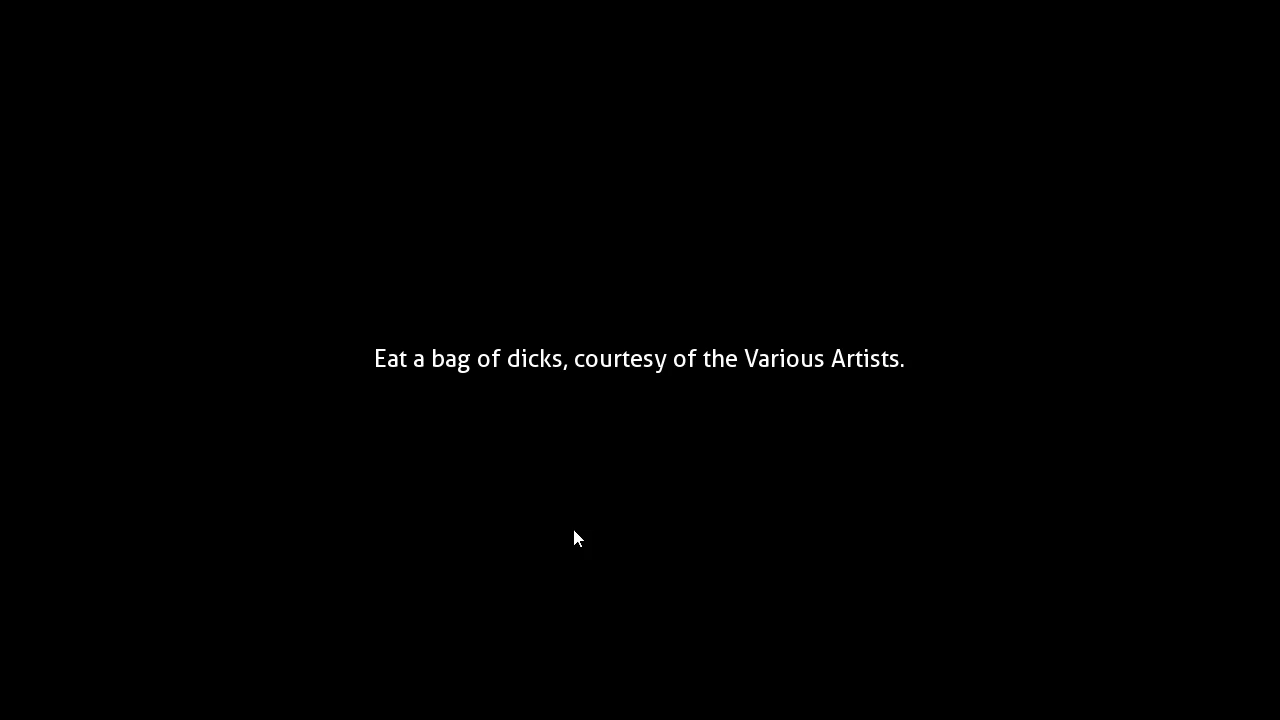 Eat a bag of dicks, courtesy of the Various Artists.